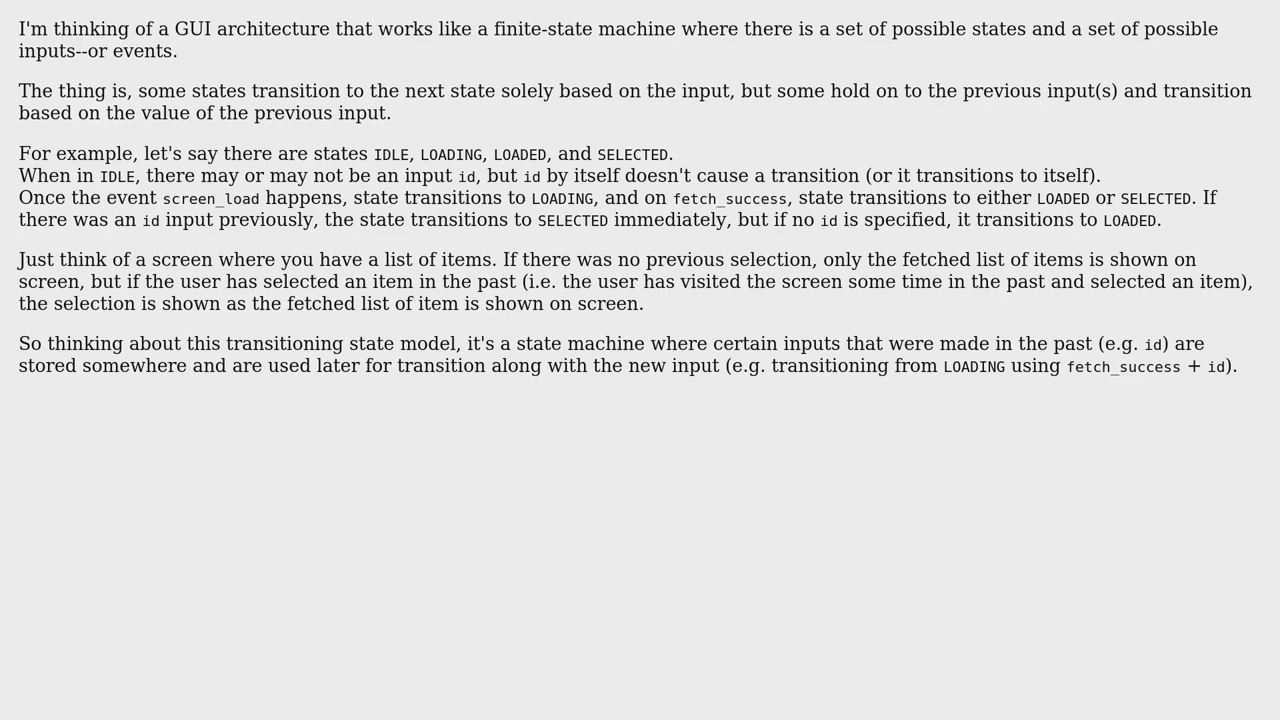 I'm thinking of a GUI architecture that works like a finite-state machine where there is a set of possible states and a set of possible
inputs--or events.
The thing is, some states transition to the next state solely based on the input, but some hold on to the previous input(s) and transition
based on the value of the previous input.
For example, let's say there are states IDLE, LOADING, LOADED, and SELECTED.
When in IDLE, there may or may not be an input id, but id by itself doesn't cause a transition (or it transitions to itself).
Once the event screen_load happens, state transitions to LOADING, and on fetch_success, state transitions to either LOADED or SELECTED. If
there was an id input previously, the state transitions to SELECTED immediately, but if no id is specified, it transitions to LOADED.
Just think of a screen where you have a list of items. If there was no previous selection, only the fetched list of items is shown on
screen, but if the user has selected an item in the past (i.e. the user has visited the screen some time in the past and selected an item),
the selection is shown as the fetched list of item is shown on screen.
So thinking about this transitioning state model, it's a state machine where certain inputs that were made in the past (e.g. id) are
stored somewhere and are used later for transition along with the new input (e.g. transitioning from LOADING using fetch_success + id).